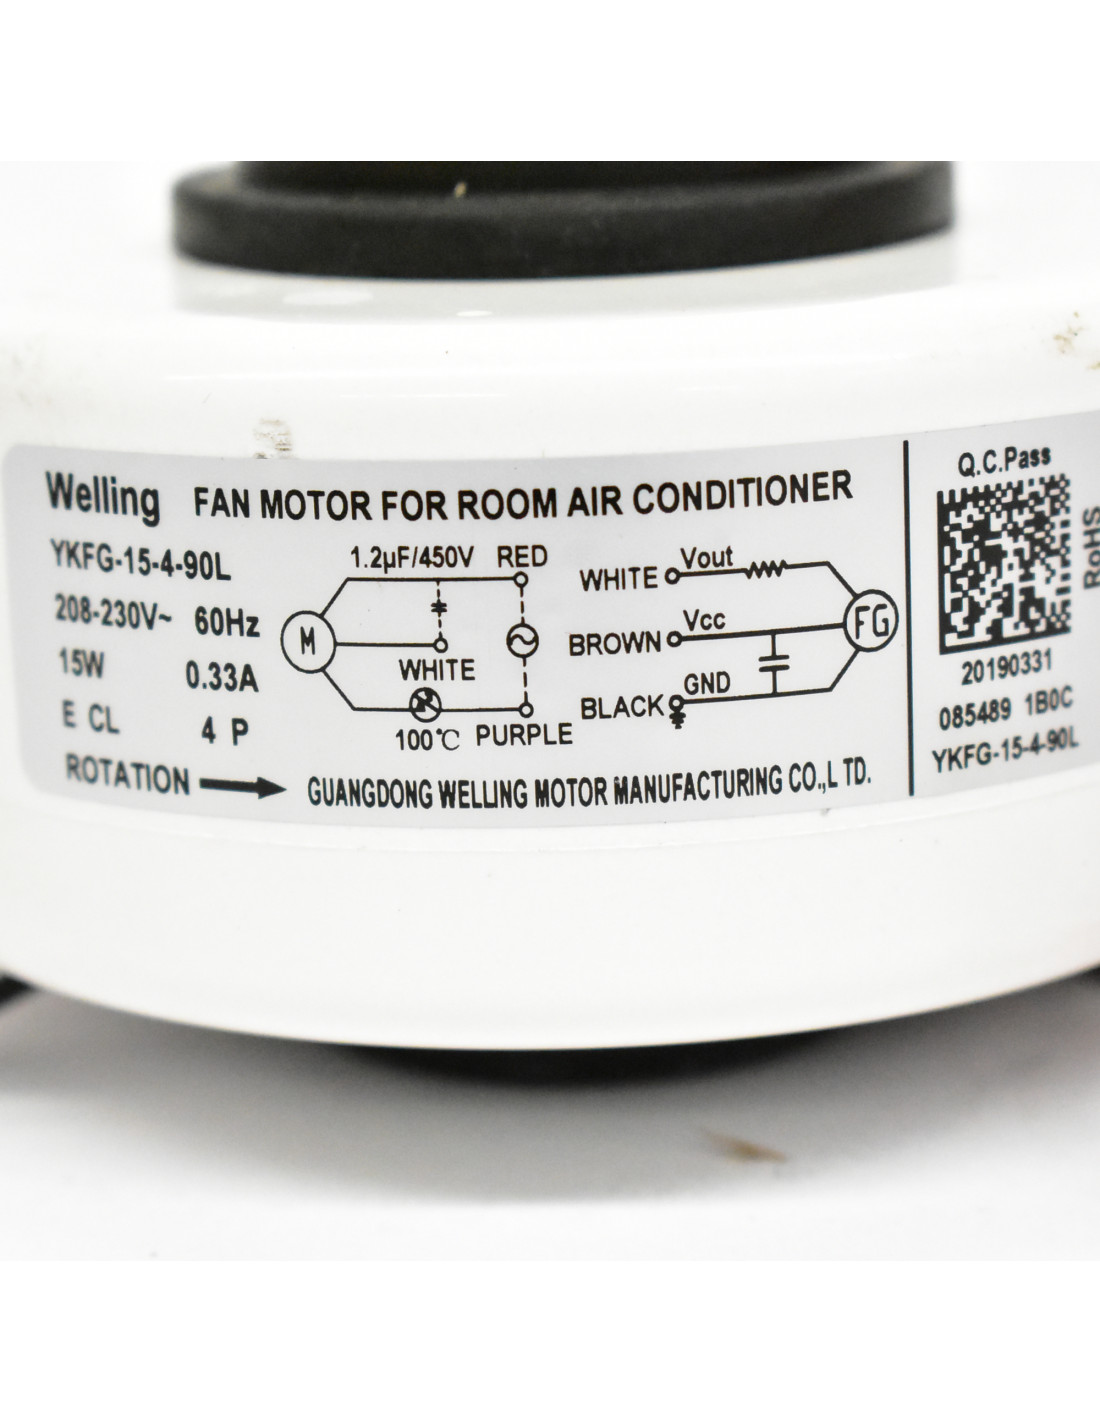 Welling FAN MOTOR FOR ROOM AIR CONDITIONER
YKFG-15-4-90L
208-230V~ 60Hz
15W 0.33A
E CL 4 P
ROTATION
1.2µF/450V RED
M
WHITE
100℃ PURPLE
WHITE Vout
BROWN Vcc
BLACK GND
FG
GUANGDONG WELLING MOTOR MANUFACTURING CO.,L TD.
Q.C.Pass
RoHS
20190331
085489 1B0C
YKFG-15-4-90L